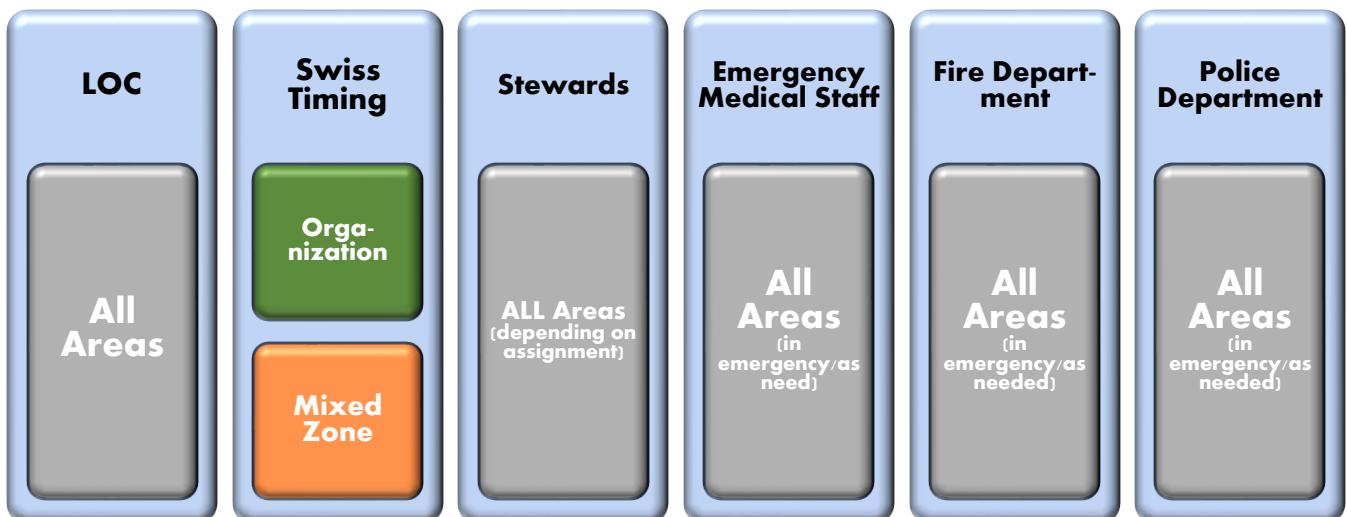 LOC
All
Areas
Swiss
Timing
Orga-
nization
Mixed
Zone
Stewards
ALL Areas
(depending on
assignment)
Emergency
Medical Staff
All
Areas
(in
emergency/as
need)
Fire Depart-
ment
All
Areas
(in
emergency/as
needed)
Police
Department
All
Areas
(in
emergency/as
needed)